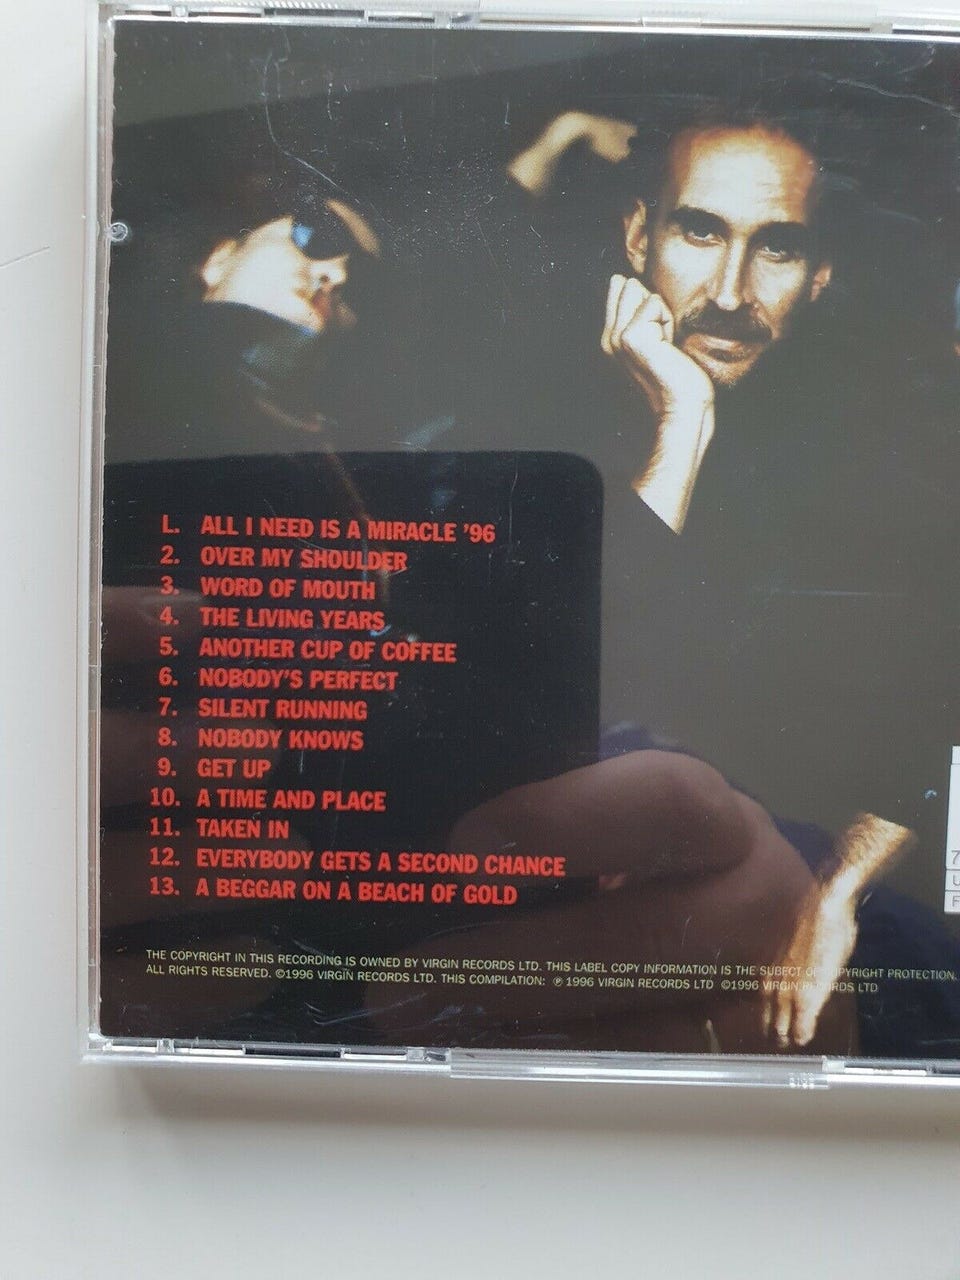 L. ALL I NEED IS A MIRACLE '96
2. OVER MY SHOULDER
3. WORD OF MOUTH
4. THE LIVING YEARS
5. ANOTHER CUP OF COFFEE
6. NOBODY'S PERFECT
7. SILENT RUNNING
8. NOBODY KNOWS
9. GET UP
10. A TIME AND PLACE
11. TAKEN IN
12. EVERYBODY GETS A SECOND CHANCE
13. A BEGGAR ON A BEACH OF GOLD
THE COPYRIGHT IN THIS RECORDING IS OWNED BY VIRGIN RECORDS LTD. THIS LABEL COPY INFORMATION IS THE SUBECT OF COPYRIGHT PROTECTION.
ALL RIGHTS RESERVED. ©1996 VIRGIN RECORDS LTD. THIS COMPILATION: ℗ 1996 VIRGIN RECORDS LTD ©1996 VIRGIN RECORDS LTD
7
U
F